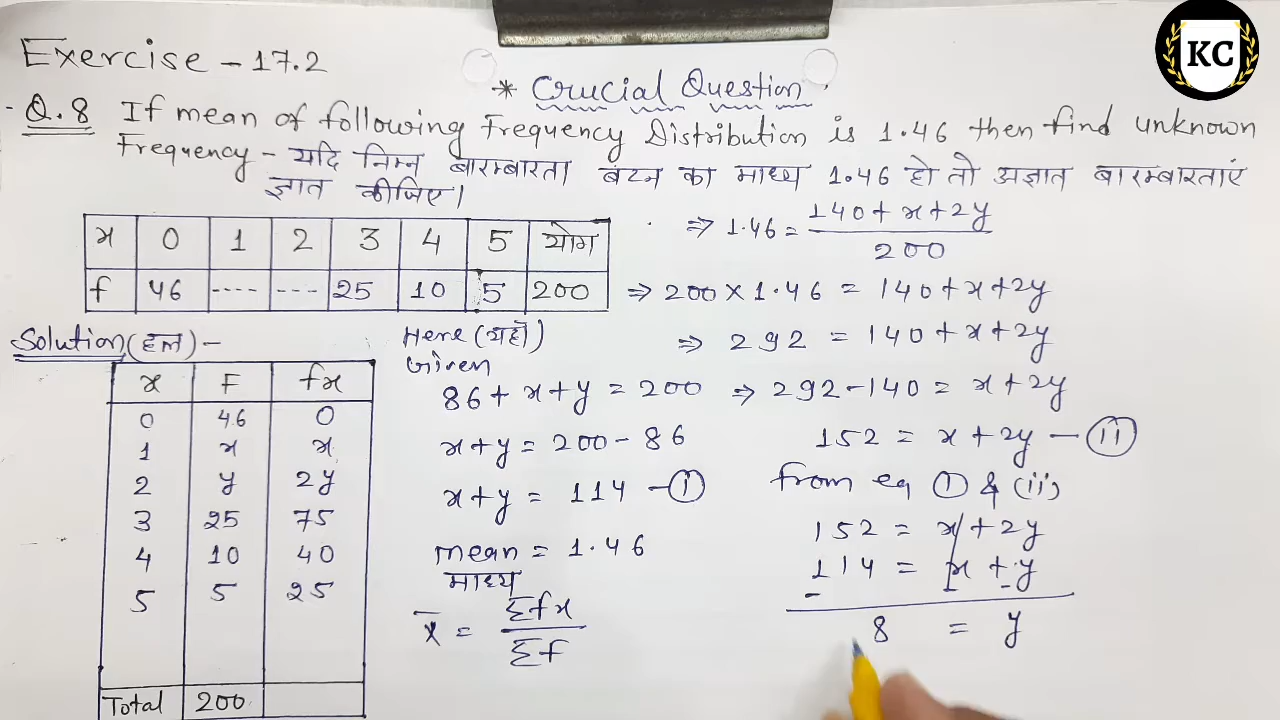 KC
Exercise - 17.2
* Crucial Question
Q.8 If mean of following Frequency Distribution is 1.46 then find unknown
Frequency - यदि निम्न बारम्बारता बंटन का माध्य 1.46 हो तो अज्ञात बारम्बारताएं
ज्ञात कीजिए।
x 0 1 2 3 4 5 योग
f 46 ---- --- 25 10 5 200
Solution (हल) -
x F fx
0 46 0
1 x x
2 y 2y
3 25 75
4 10 40
5 5 25
Total 200
Here (यहाँ)
Given
86 + x + y = 200
x + y = 200 - 86
x + y = 114 - (i)
mean = 1.46
माध्य
x̄ = Σfx / Σf
⇒ 1.46 = 140 + x + 2y / 200
⇒ 200 × 1.46 = 140 + x + 2y
⇒ 292 = 140 + x + 2y
⇒ 292 - 140 = x + 2y
152 = x + 2y - (ii)
from eq (i) & (ii)
152 = x + 2y
114 = x + y
- - -
8 = y